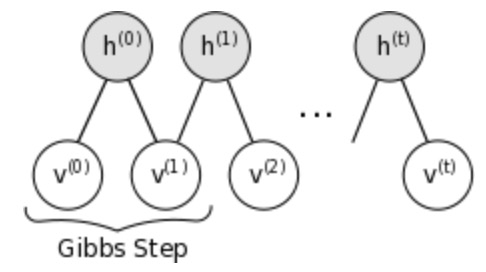 h(0) h(1) h(t)
...
v(0) v(1) v(2) v(t)
Gibbs Step